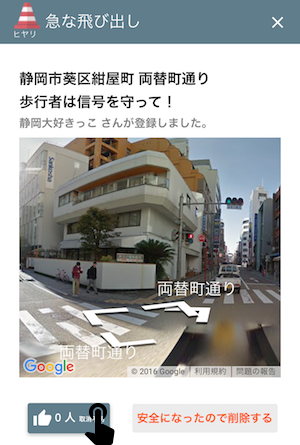 急な飛び出し
ヒヤリ
静岡市葵区紺屋町 両替町通り
歩行者は信号を守って！
静岡大好きっこ さんが登録しました。
両替町通り
両替町通り
Google
© 2016 Google
利用規約
問題の報告
0 人
安全になったので削除する